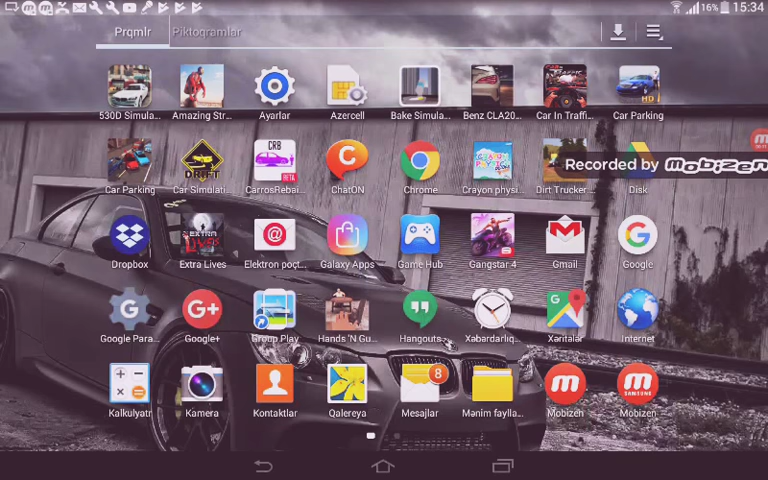 16% 15:34
Prqmlr Piktoqramlar
530D Simula... Amazing Str... Ayarlar Azercell Bake Simula... Benz CLA20... Car In Traffi... Car Parking
Car Parking Car Simulati... CarrosRebai... ChatON Chrome Crayon physi... Dirt Trucker... Disk
Recorded by mobizen
Dropbox Extra Lives Elektron poçt... Galaxy Apps Game Hub Gangstar 4 Gmail Google
Google Para... Google+ Group Play Hands 'N Gu... Hangouts Xəbərdarlıq... Xəritələr Internet
8
Kalkulyatr Kamera Kontaktlar Qalereya Mesajlar Mənim faylla... Mobizen Mobizen